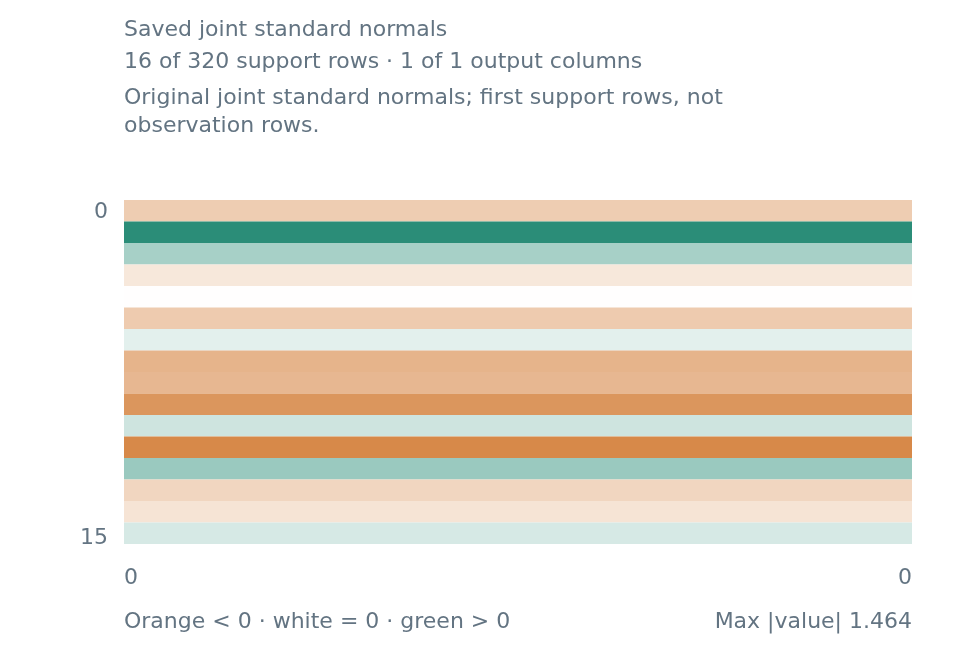 Saved joint standard normals
16 of 320 support rows · 1 of 1 output columns
Original joint standard normals; first support rows, not
observation rows.
0
15
0 0
Orange < 0 · white = 0 · green > 0 Max |value| 1.464